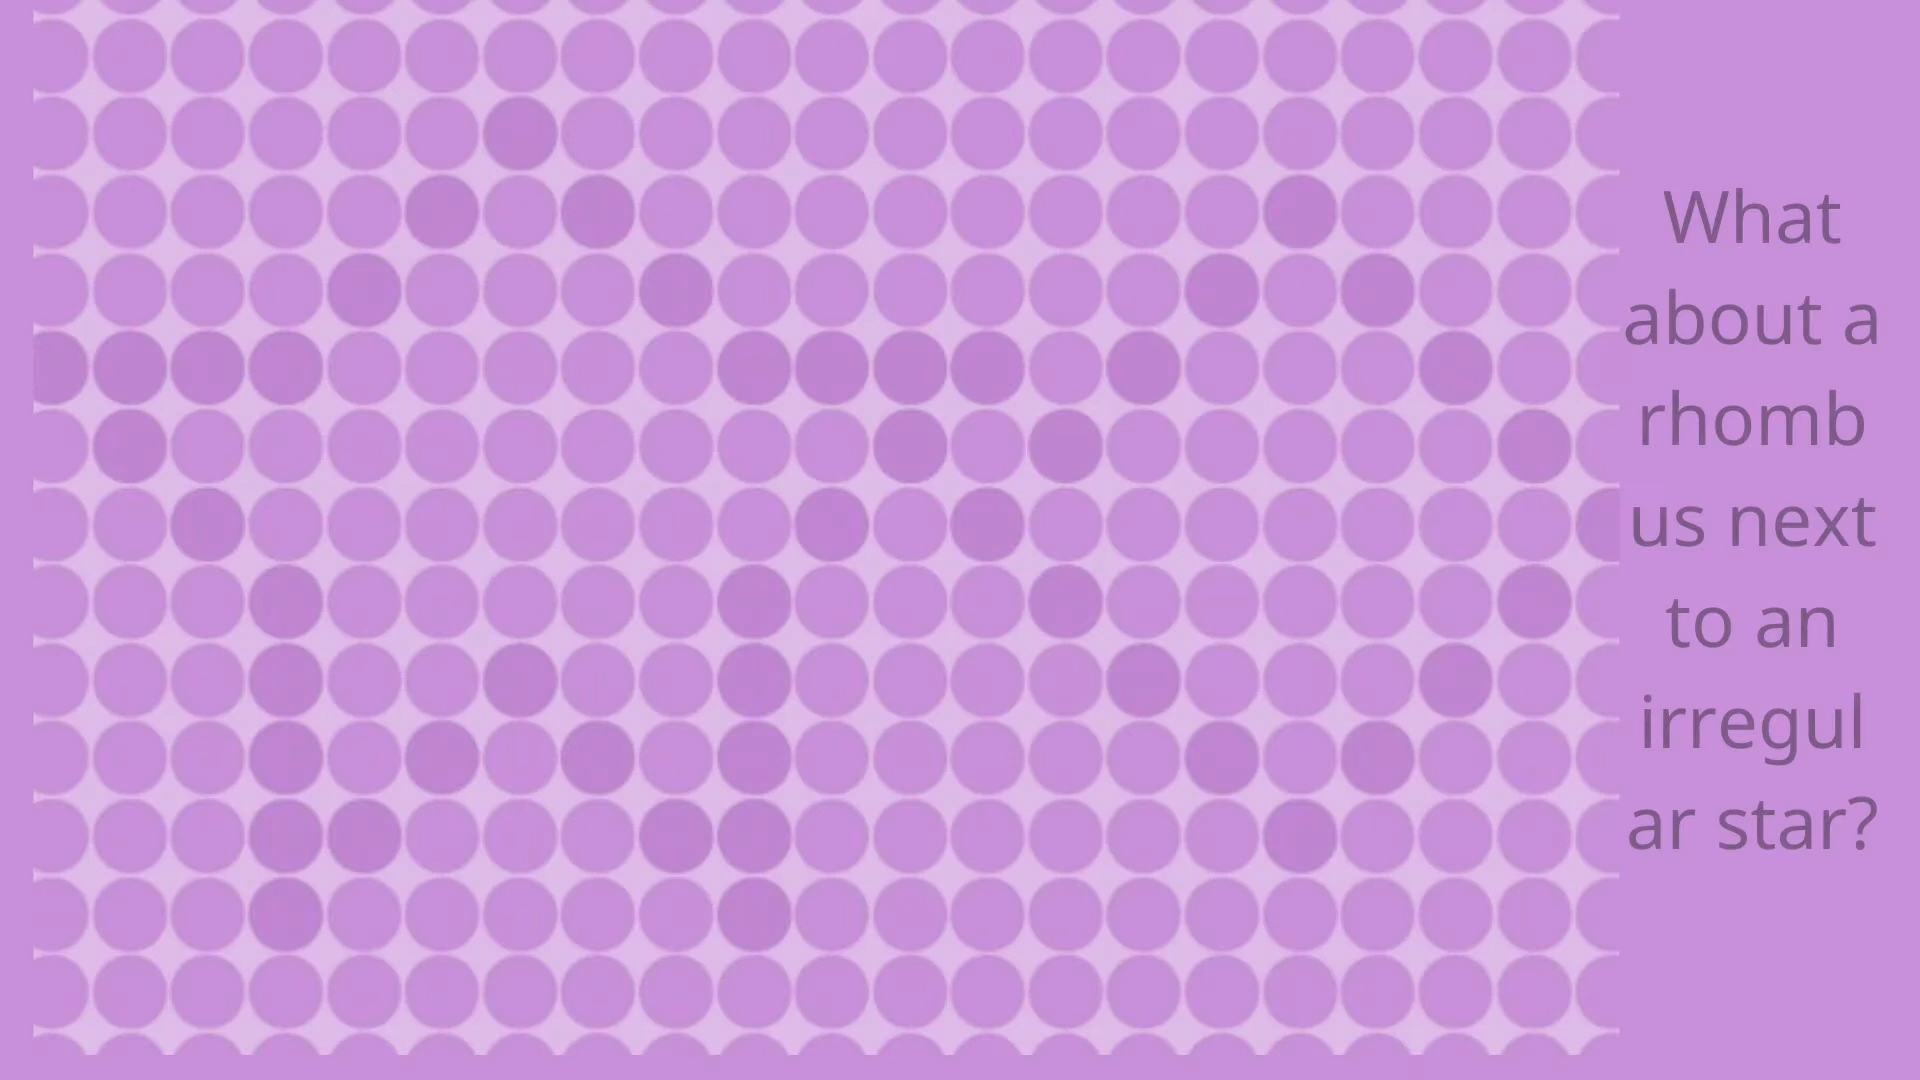 What
about a
rhomb
us next
to an
irregul
ar star?